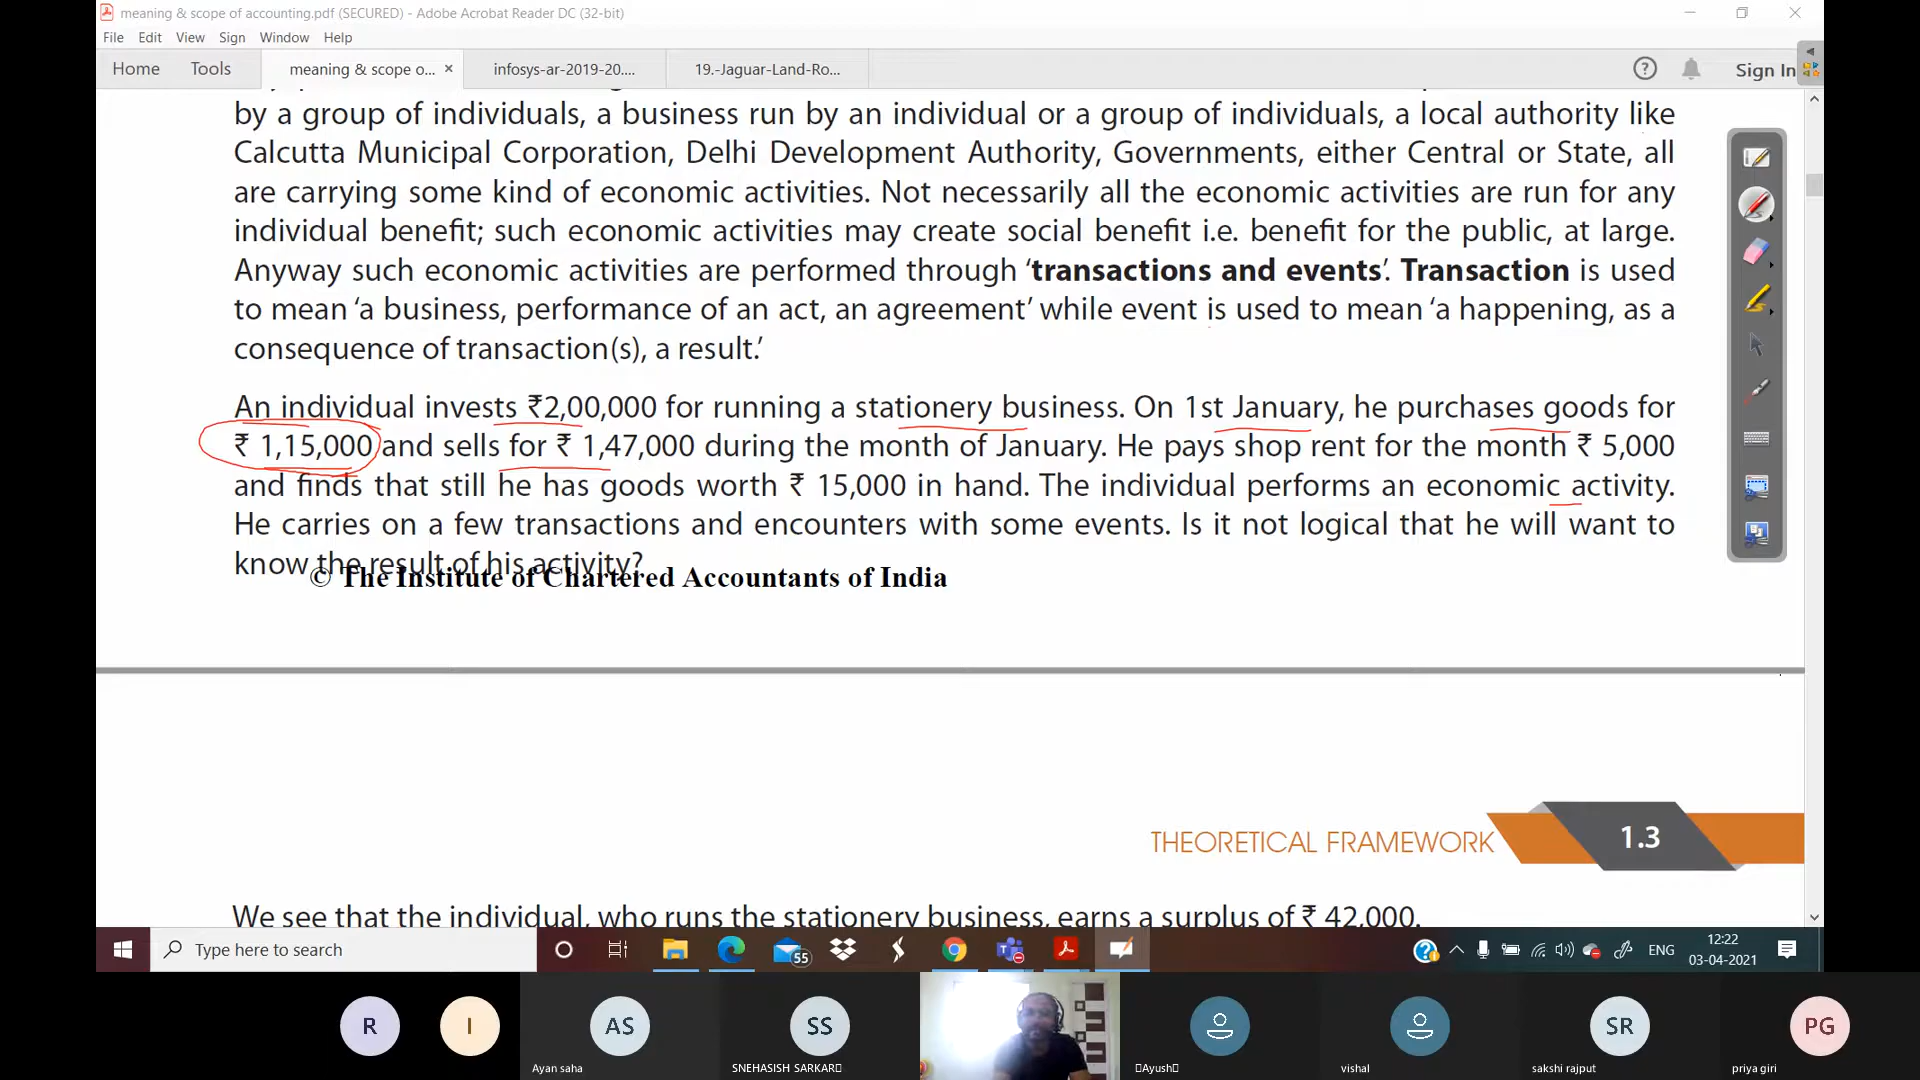 meaning & scope of accounting.pdf (SECURED) - Adobe Acrobat Reader DC (32-bit)
File Edit View Sign Window Help
Home Tools meaning & scope o... × infosys-ar-2019-20.... 19.-Jaguar-Land-Ro... Sign In
by a group of individuals, a business run by an individual or a group of individuals, a local authority like
Calcutta Municipal Corporation, Delhi Development Authority, Governments, either Central or State, all
are carrying some kind of economic activities. Not necessarily all the economic activities are run for any
individual benefit; such economic activities may create social benefit i.e. benefit for the public, at large.
Anyway such economic activities are performed through ‘transactions and events’. Transaction is used
to mean ‘a business, performance of an act, an agreement’ while event is used to mean ‘a happening, as a
consequence of transaction(s), a result.’
An individual invests ₹2,00,000 for running a stationery business. On 1st January, he purchases goods for
₹ 1,15,000 and sells for ₹ 1,47,000 during the month of January. He pays shop rent for the month ₹ 5,000
and finds that still he has goods worth ₹ 15,000 in hand. The individual performs an economic activity.
He carries on a few transactions and encounters with some events. Is it not logical that he will want to
know the result of his activity?
© The Institute of Chartered Accountants of India
THEORETICAL FRAMEWORK 1.3
We see that the individual, who runs the stationery business, earns a surplus of ₹ 42,000.
Type here to search 55 ENG 12:22
03-04-2021
R I AS SS SR PG
Ayan saha SNEHASISH SARKAR Ayush vishal sakshi rajput priya giri